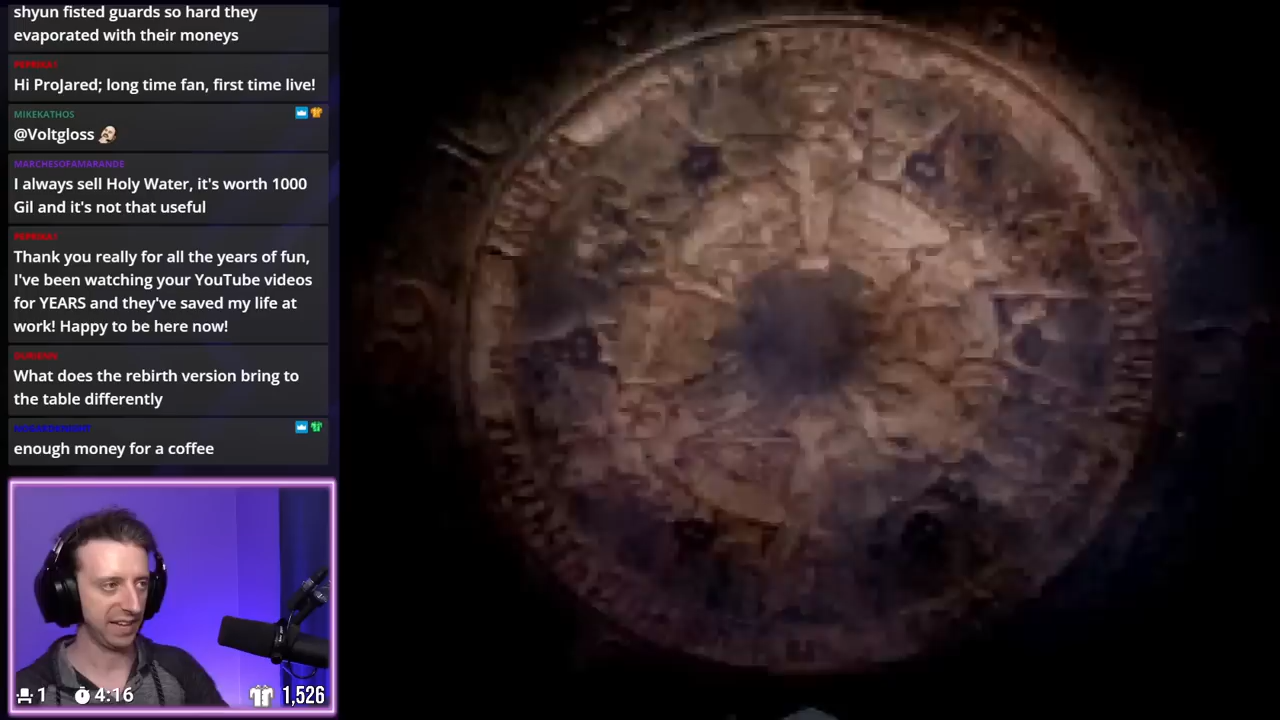 shyun fisted guards so hard they
evaporated with their moneys
Hi ProJared; long time fan, first time live!
MIKEKATHOS
@Voltgloss
MARCHESOFAMARANDE
I always sell Holy Water, it's worth 1000
Gil and it's not that useful
Thank you really for all the years of fun,
I've been watching your YouTube videos
for YEARS and they've saved my life at
work! Happy to be here now!
What does the rebirth version bring to
the table differently
enough money for a coffee
1
4:16
1,526